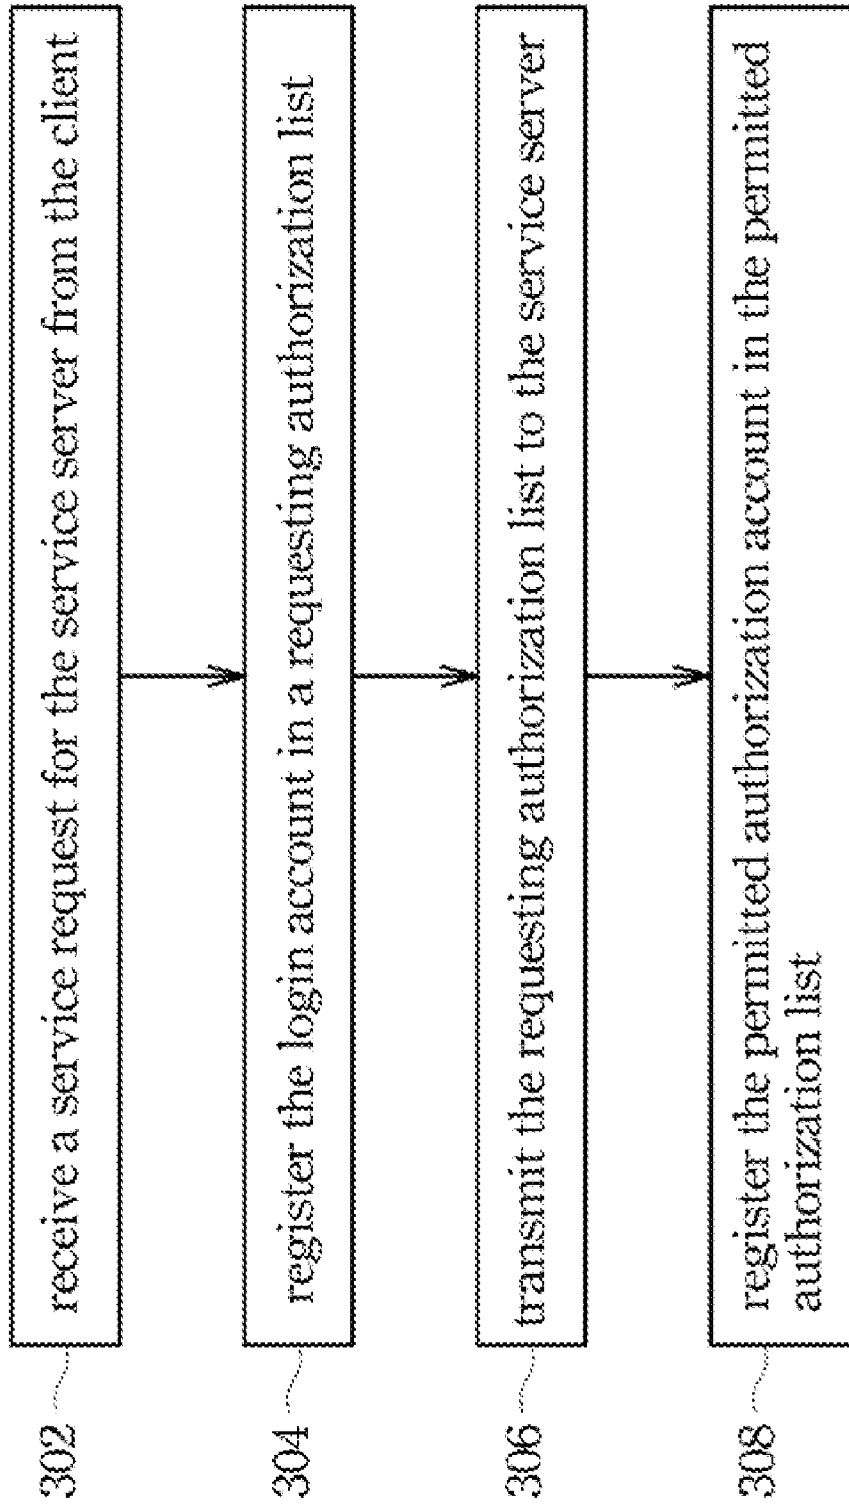 302
receive a service request for the service server from the client
304
register the login account in a requesting authorization list
306
transmit the requesting authorization list to the service server
308
register the permitted authorization account in the permitted
authorization list